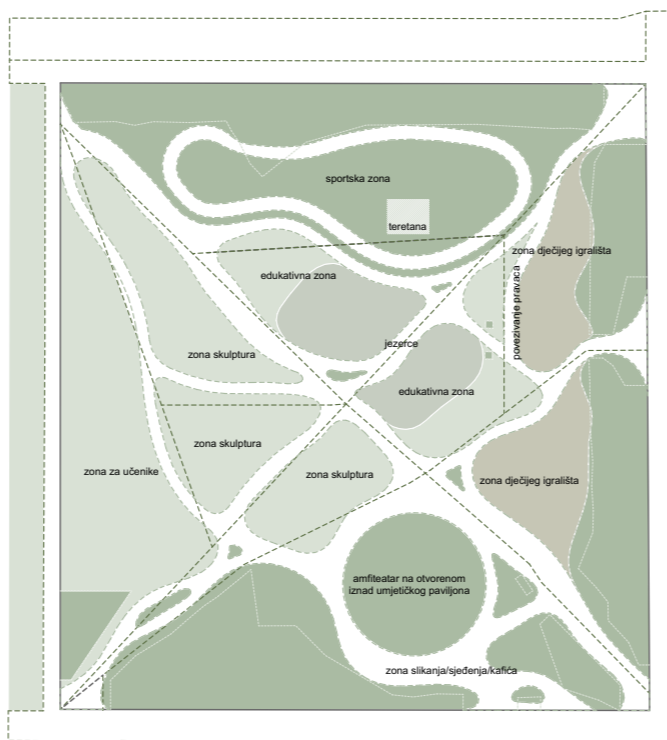 sportska zona
teretana
zona dječijeg igrališta
edukativna zona
povezivanje pravaca
jezerce
zona skulptura
edukativna zona
zona skulptura
zona za učenike
zona skulptura
zona dječijeg igrališta
amfiteatar na otvorenom
iznad umjetičkog paviljona
zona slikanja/sjeđenja/kafića